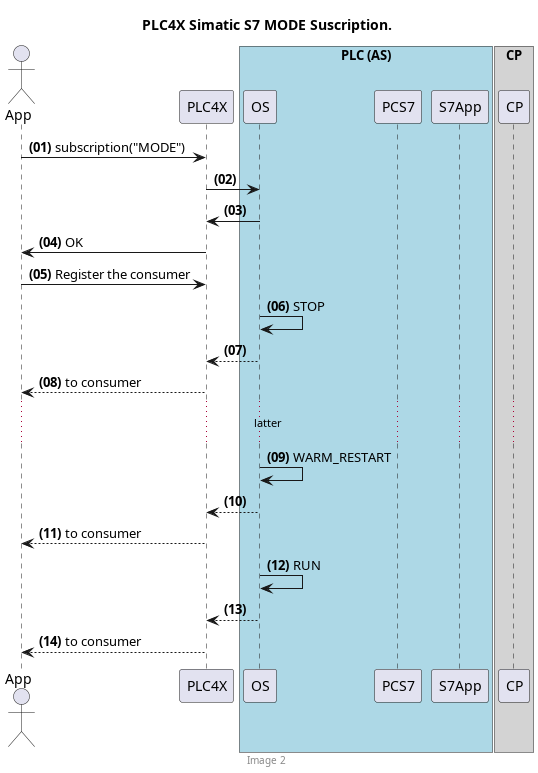 PLC4X Simatic S7 MODE Suscription.
PLC (AS)
CP
App
PLC4X
OS
PCS7
S7App
CP
(01) subscription("MODE")
(02)
(03)
(04) OK
(05) Register the consumer
(06) STOP
(07)
(08) to consumer
latter
(09) WARM_RESTART
(10)
(11) to consumer
(12) RUN
(13)
(14) to consumer
App
PLC4X
OS
PCS7
S7App
CP
Image 2